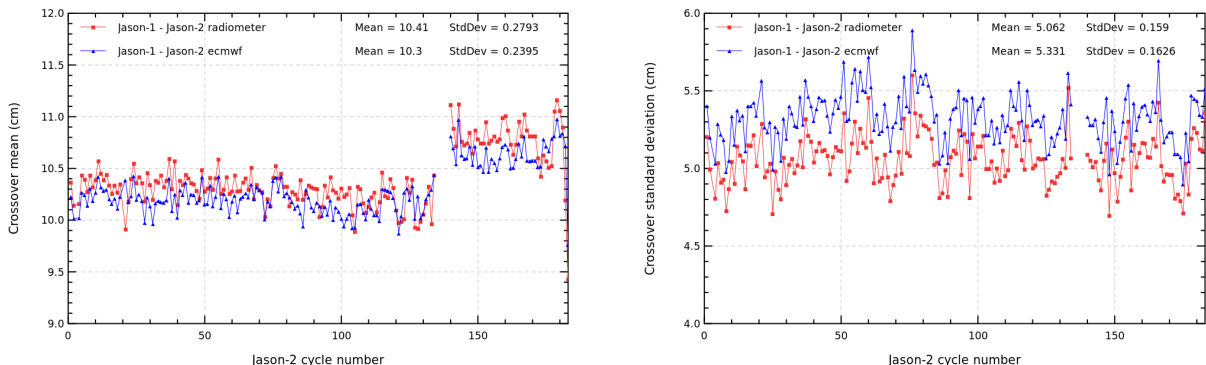 12.0
11.5
11.0
10.5
10.0
9.5
9.0
0
50
100
150
Crossover mean (cm)
Jason-2 cycle number
Jason-1 - Jason-2 radiometer Mean = 10.41 StdDev = 0.2793
Jason-1 - Jason-2 ecmwf Mean = 10.3 StdDev = 0.2395
6.0
5.5
5.0
4.5
4.0
0
50
100
150
Crossover standard deviation (cm)
Jason-2 cycle number
Jason-1 - Jason-2 radiometer Mean = 5.062 StdDev = 0.159
Jason-1 - Jason-2 ecmwf Mean = 5.331 StdDev = 0.1626